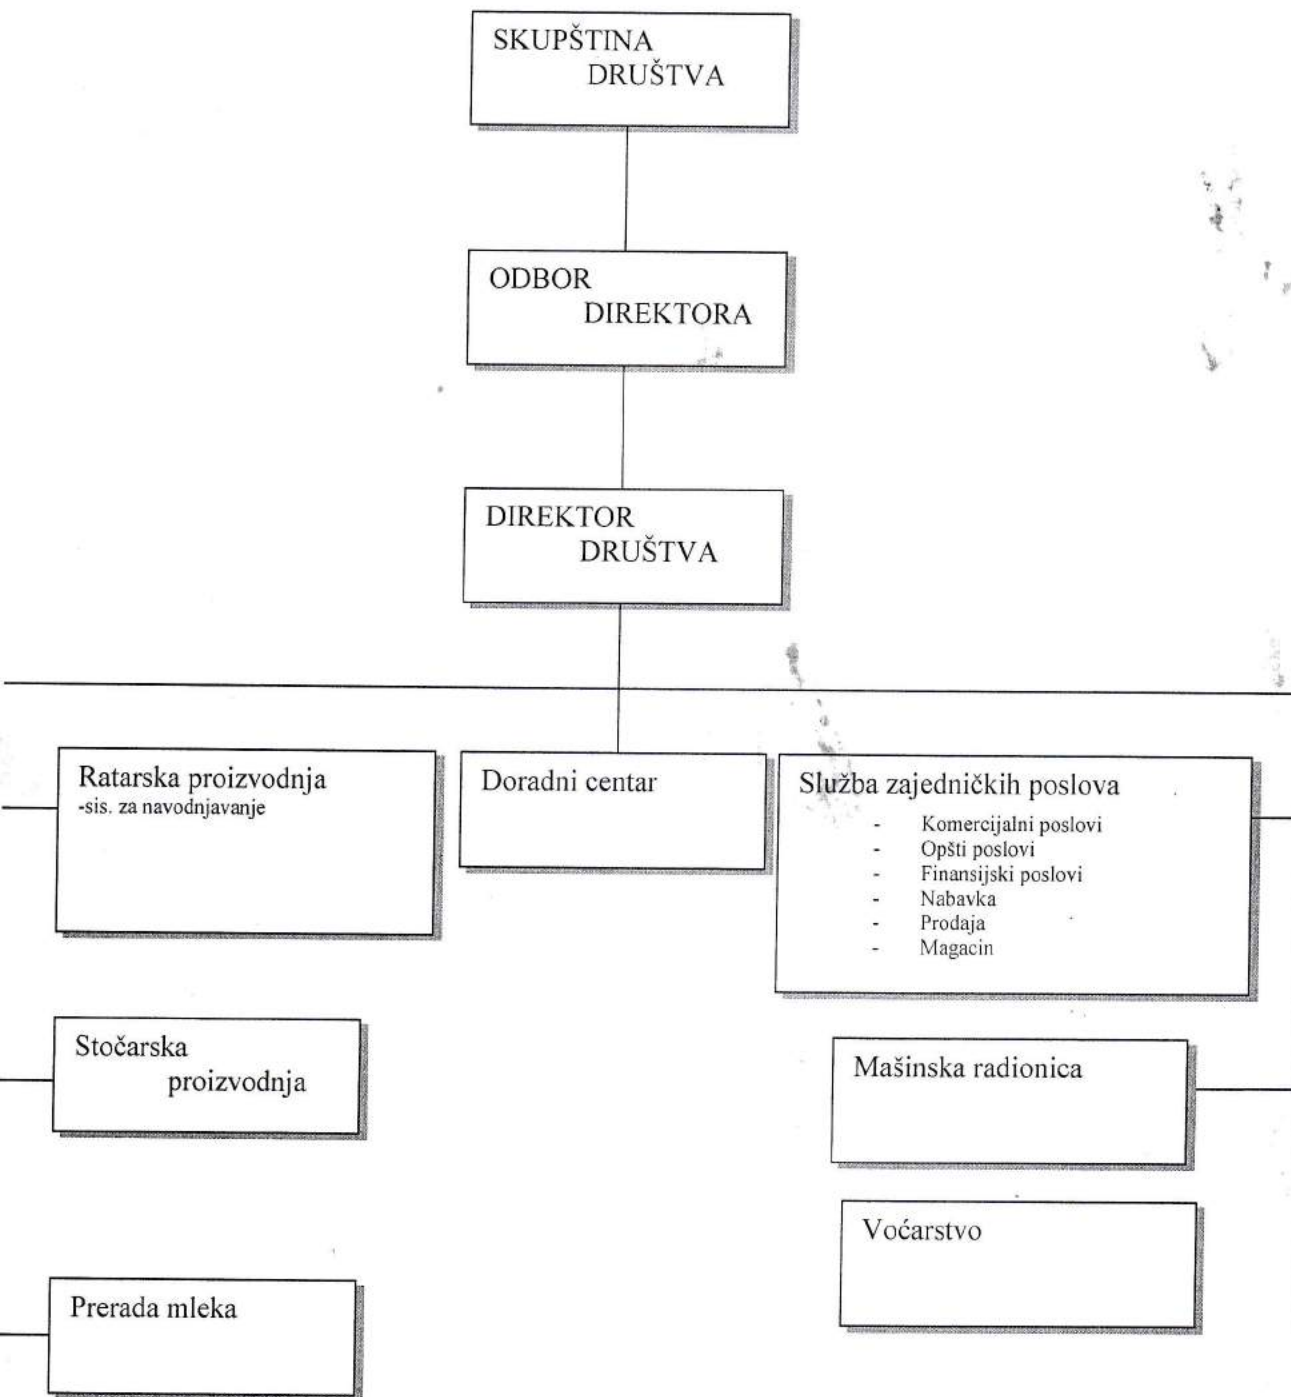 SKUPŠTINA
DRUŠTVA
ODBOR
DIREKTORA
DIREKTOR
DRUŠTVA
Ratarska proizvodnja
-sis. za navodnjavanje
Doradni centar
Služba zajedničkih poslova
- Komercijalni poslovi
- Opšti poslovi
- Finansijski poslovi
- Nabavka
- Prodaja
- Magacin
Stočarska
proizvodnja
Mašinska radionica
Voćarstvo
Prerada mleka